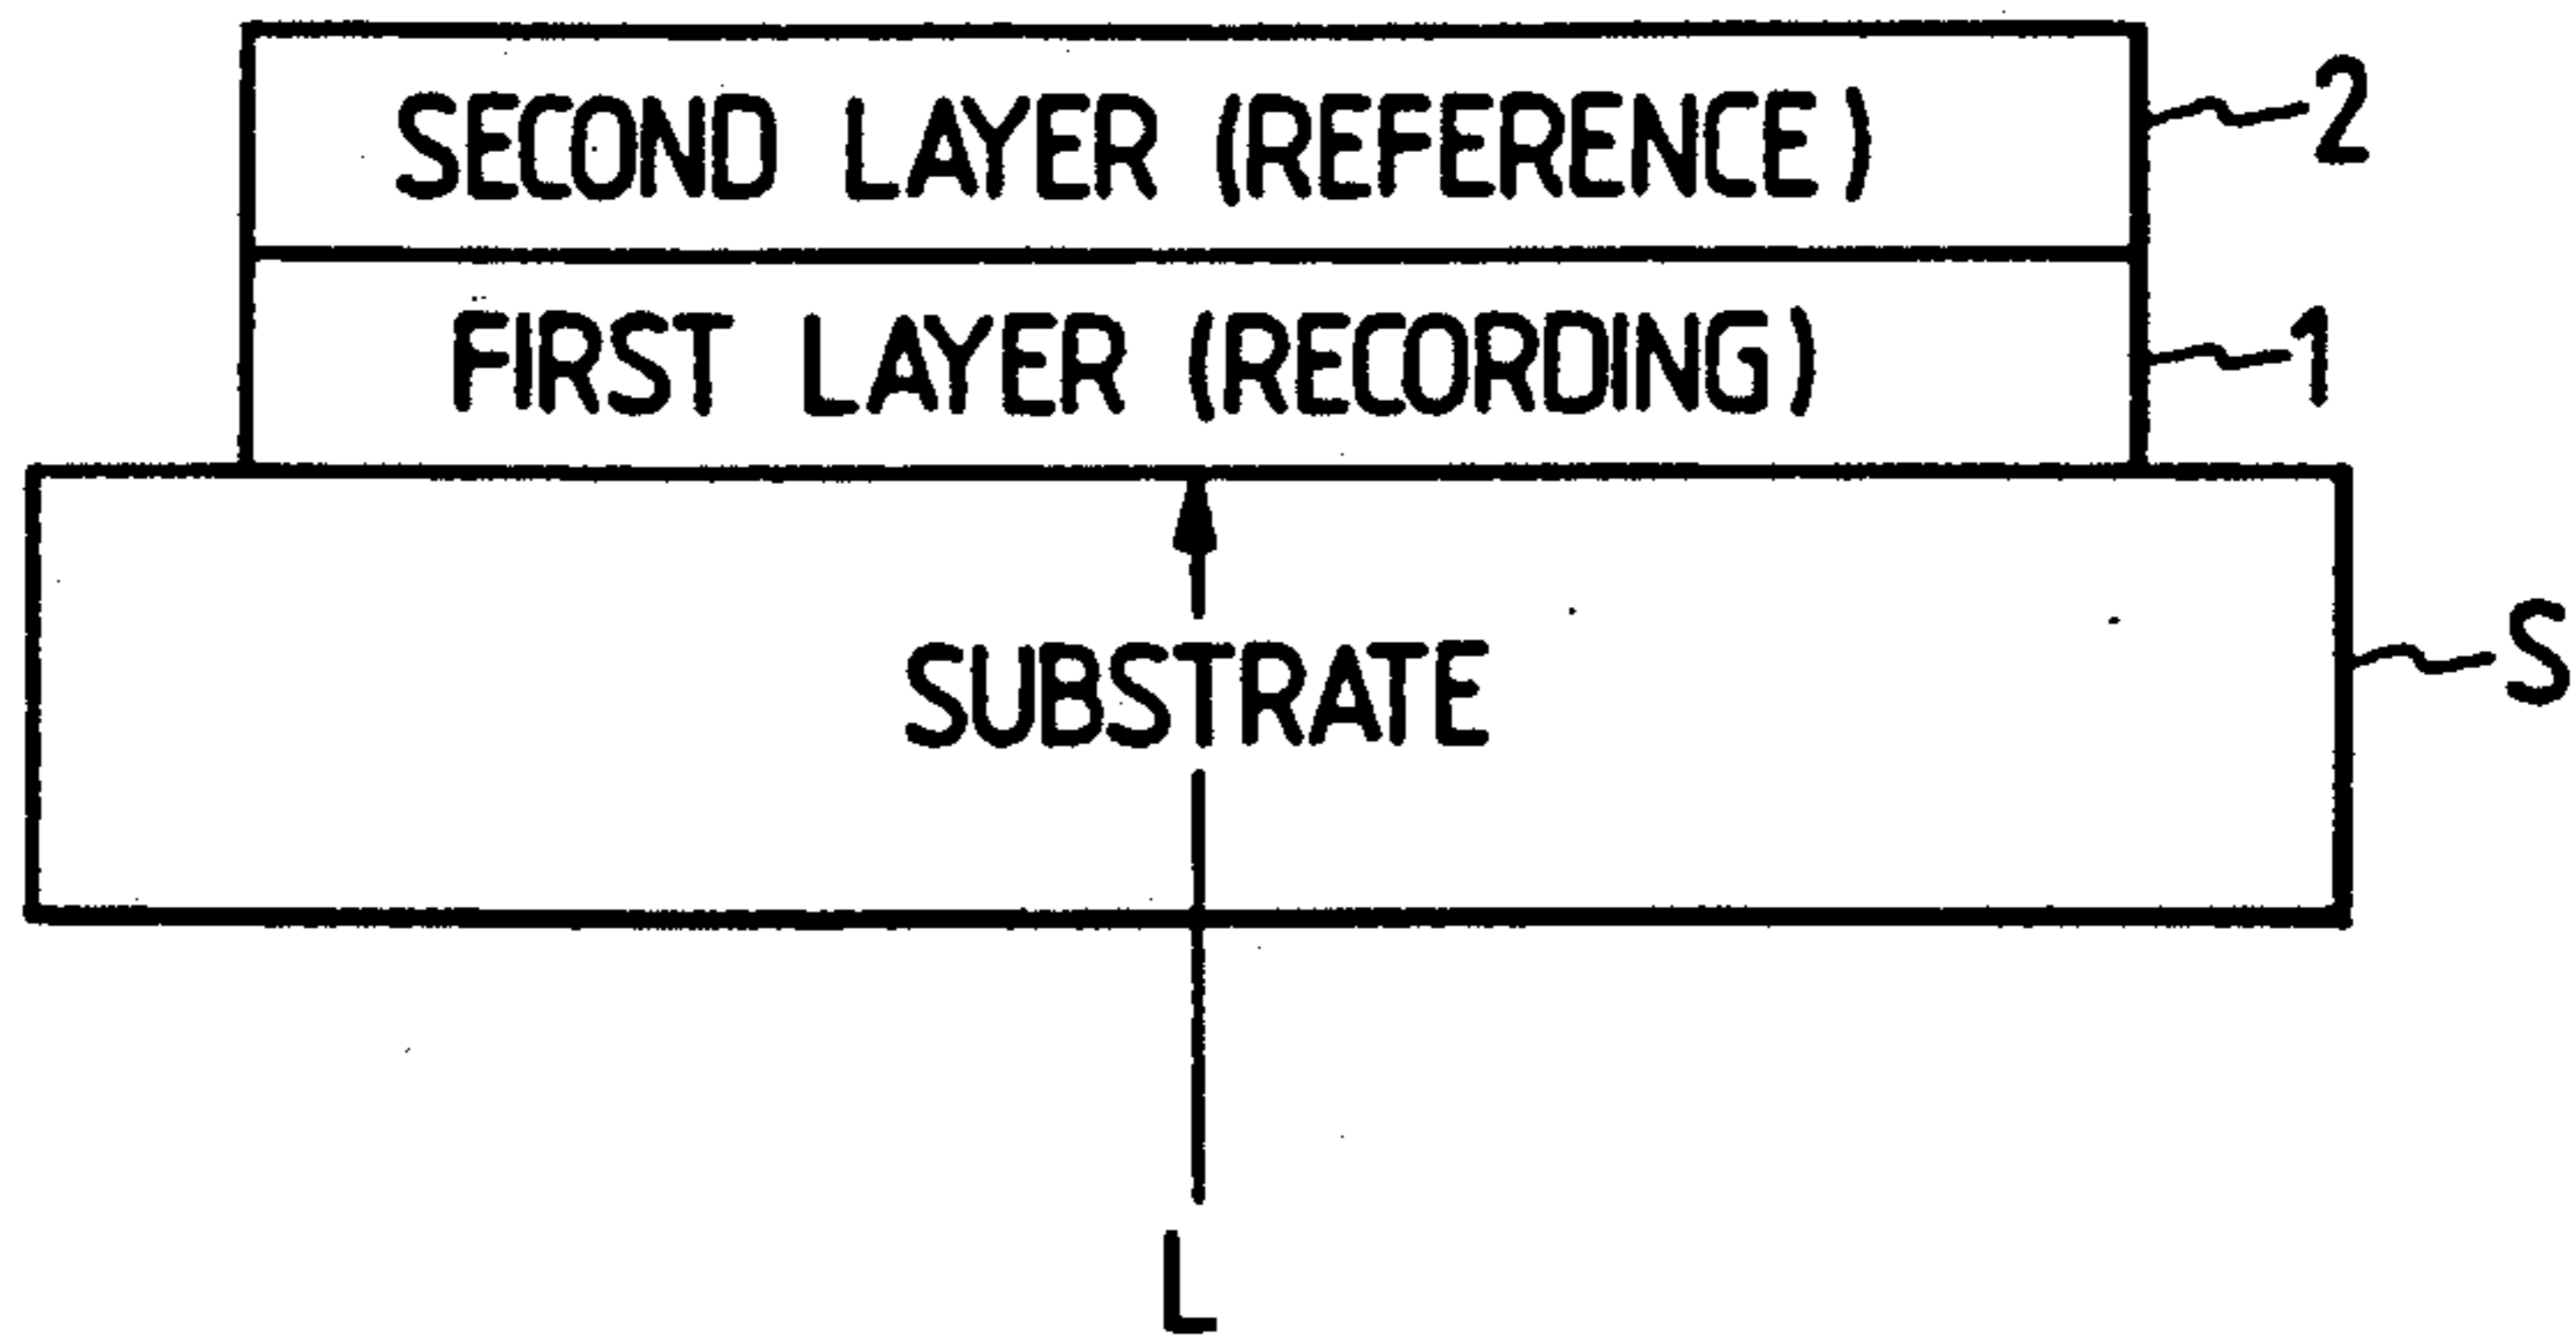 SECOND LAYER (REFERENCE) 2
FIRST LAYER (RECORDING) 1
SUBSTRATE S
L